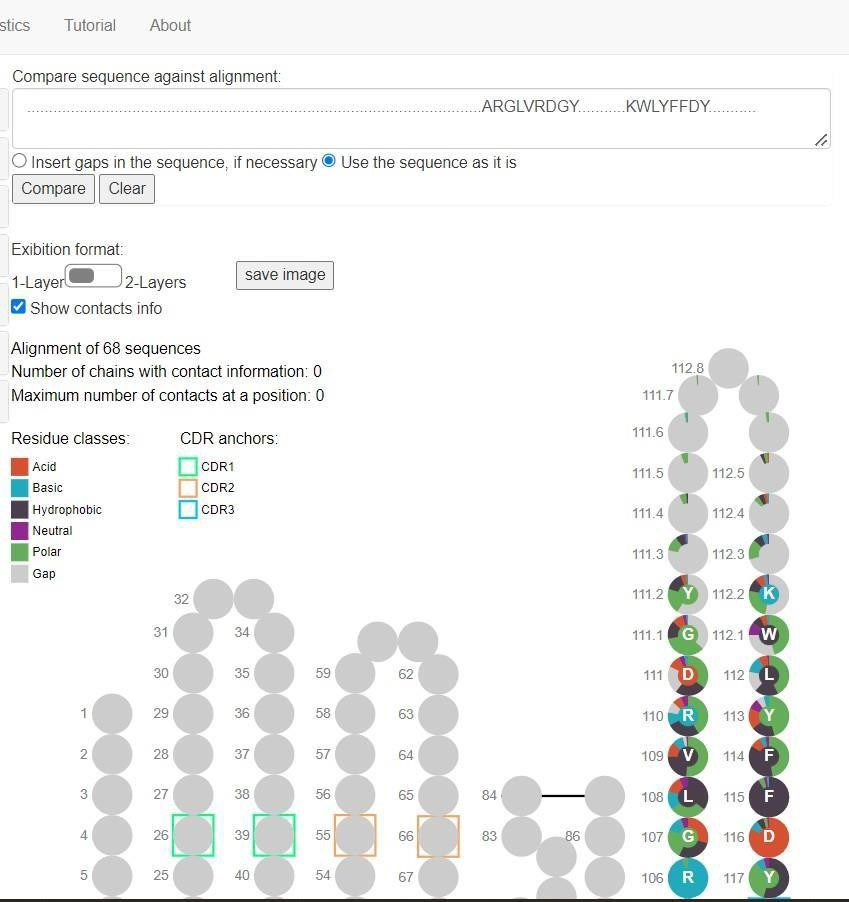 stics Tutorial About
Compare sequence against alignment:
.....................................................................................................ARGLVRDGY...........KWLYFFDY...........
Insert gaps in the sequence, if necessary Use the sequence as it is
Compare Clear
Exibition format:
1-Layer 2-Layers save image
Show contacts info
Alignment of 68 sequences
Number of chains with contact information: 0
Maximum number of contacts at a position: 0
Residue classes: CDR anchors:
Acid CDR1
Basic CDR2
Hydrophobic CDR3
Neutral
Polar
Gap
112.8
111.7
111.6
111.5 112.5
111.4 112.4
111.3 112.3
111.2 Y 112.2 K
32
31 34 111.1 G 112.1 W
30 35 59 62 111 D 112 L
1 29 36 58 63 110 R 113 Y
2 28 37 57 64 109 V 114 F
3 27 38 56 65 84 108 L 115 F
4 26 39 55 66 83 86 107 G 116 D
5 25 40 54 67 106 R 117 Y